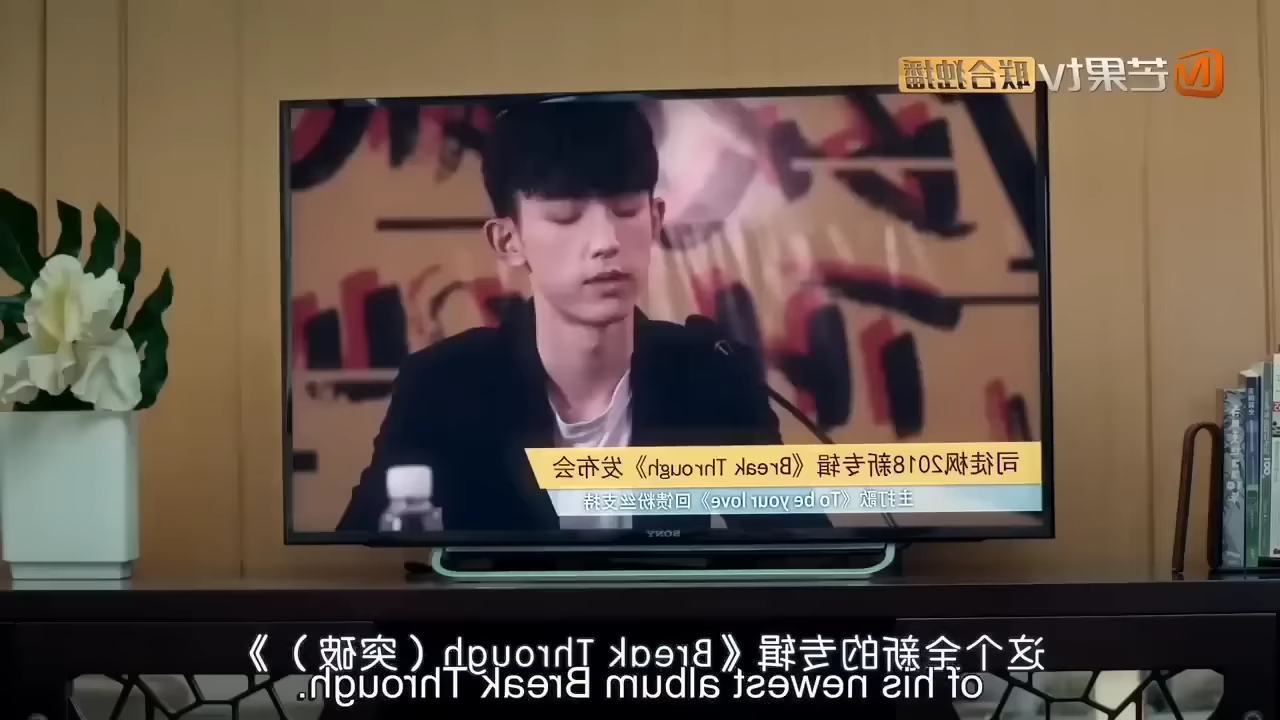 芒果TV 联合独播
司徒枫2018新专辑《Break Through》发布会
主打歌《To be your love》回馈粉丝支持
SONY
这个全新的专辑《Break Through（突破）》
of his newest album Break Through.